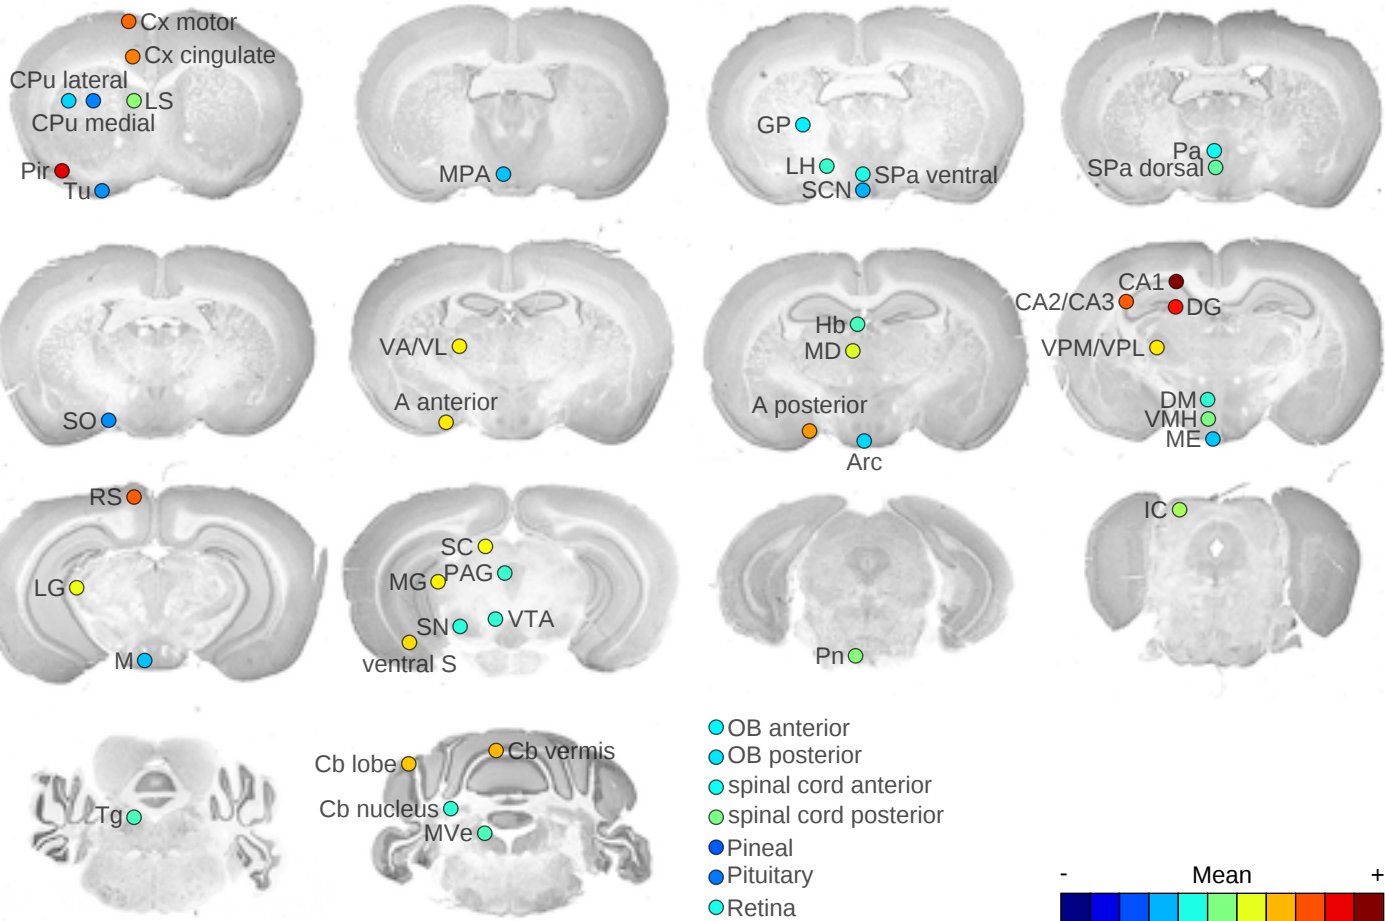 Cx motor
Cx cingulate
CPu lateral
LS
CPu medial
Pir
Tu
MPA
GP
LH
SPa ventral
SCN
Pa
SPa dorsal
SO
VA/VL
A anterior
Hb
MD
A posterior
Arc
CA1
CA2/CA3
DG
VPM/VPL
DM
VMH
ME
RS
LG
M
SC
MG
PAG
SN
VTA
ventral S
Pn
IC
Tg
Cb lobe
Cb vermis
Cb nucleus
MVe
OB anterior
OB posterior
spinal cord anterior
spinal cord posterior
Pineal
Pituitary
Retina
- Mean +